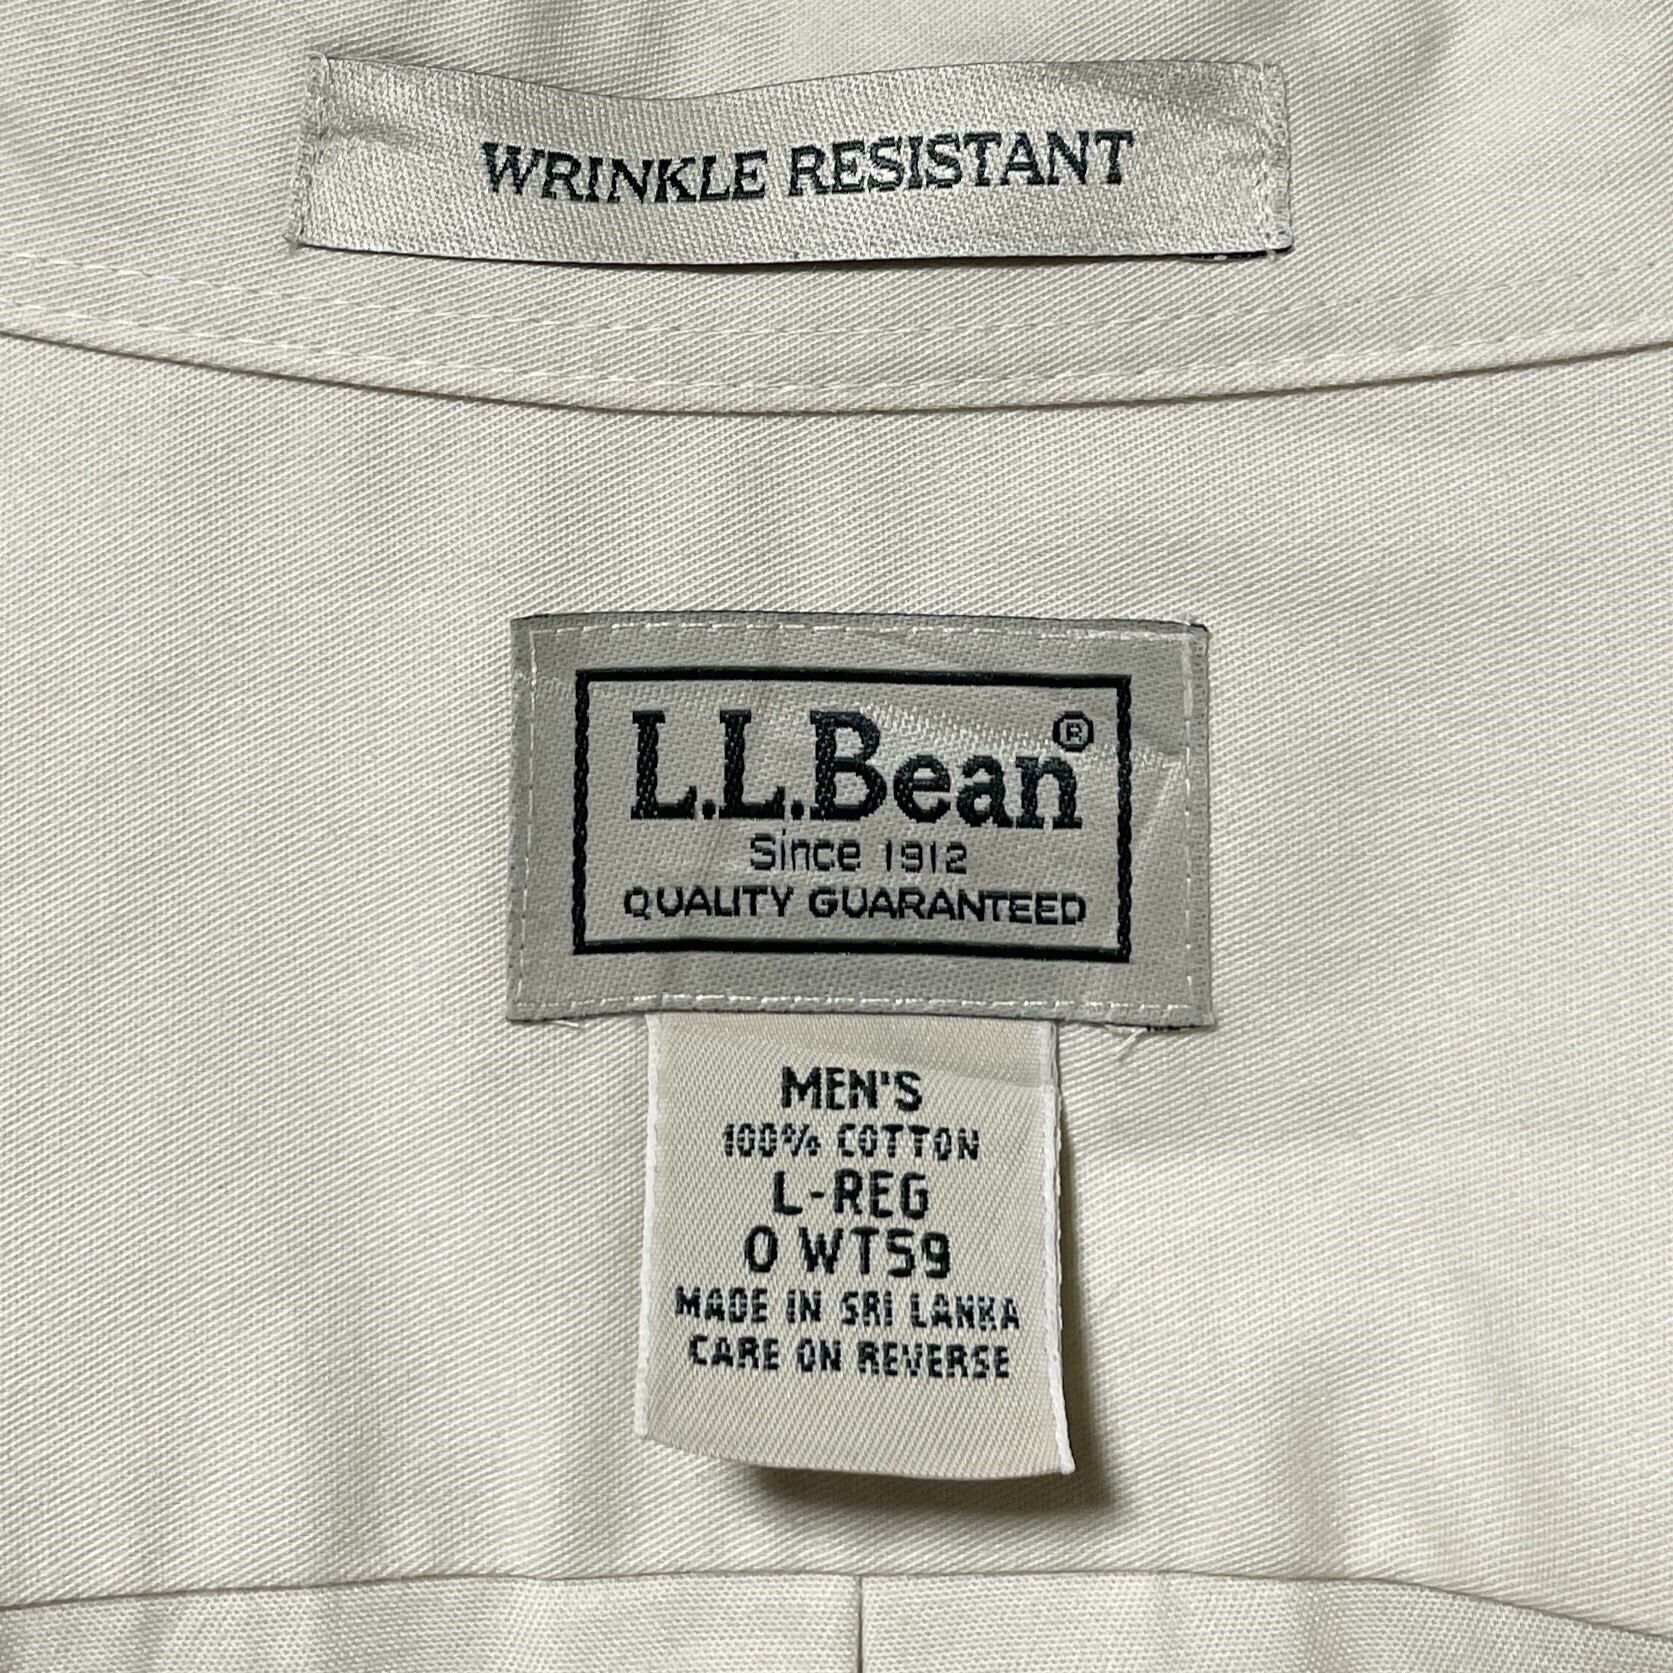 WRINKLE RESISTANT
L.L.Bean®
Since 1912
QUALITY GUARANTEED
MEN'S
100% COTTON
L-REG
0 WT59
MADE IN SRI LANKA
CARE ON REVERSE